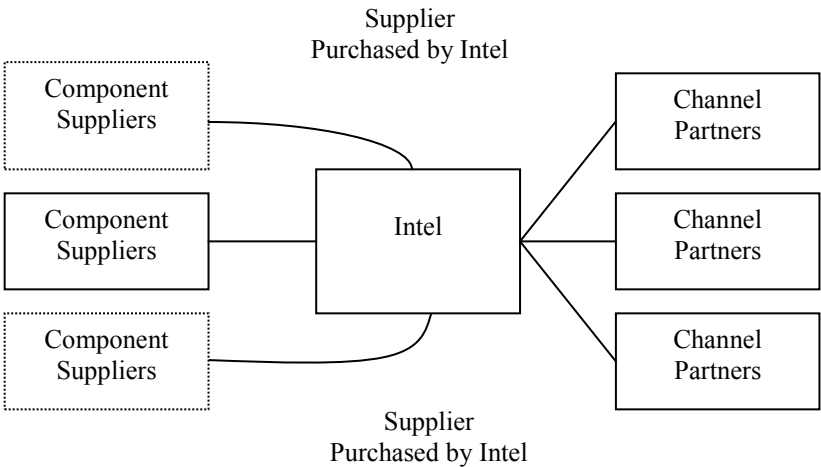 Supplier
Purchased by Intel
Component
Suppliers
Channel
Partners
Component
Suppliers
Intel
Channel
Partners
Component
Suppliers
Channel
Partners
Supplier
Purchased by Intel